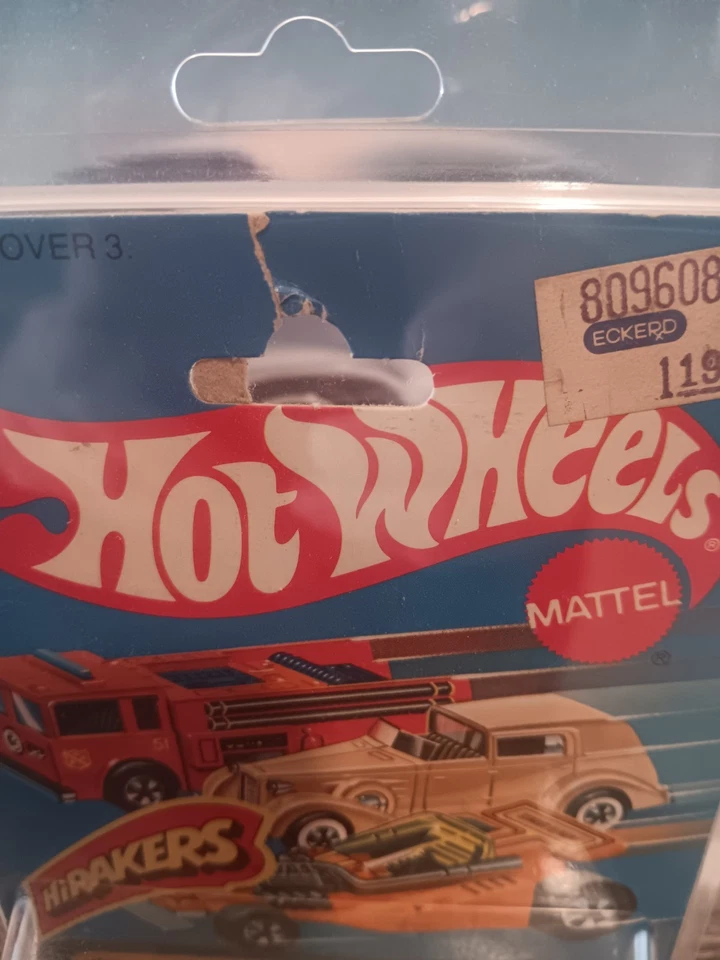 OVER 3.
809608
ECKERD
119
HOT WHEELS
®
MATTEL
®
51
HiRAKERS